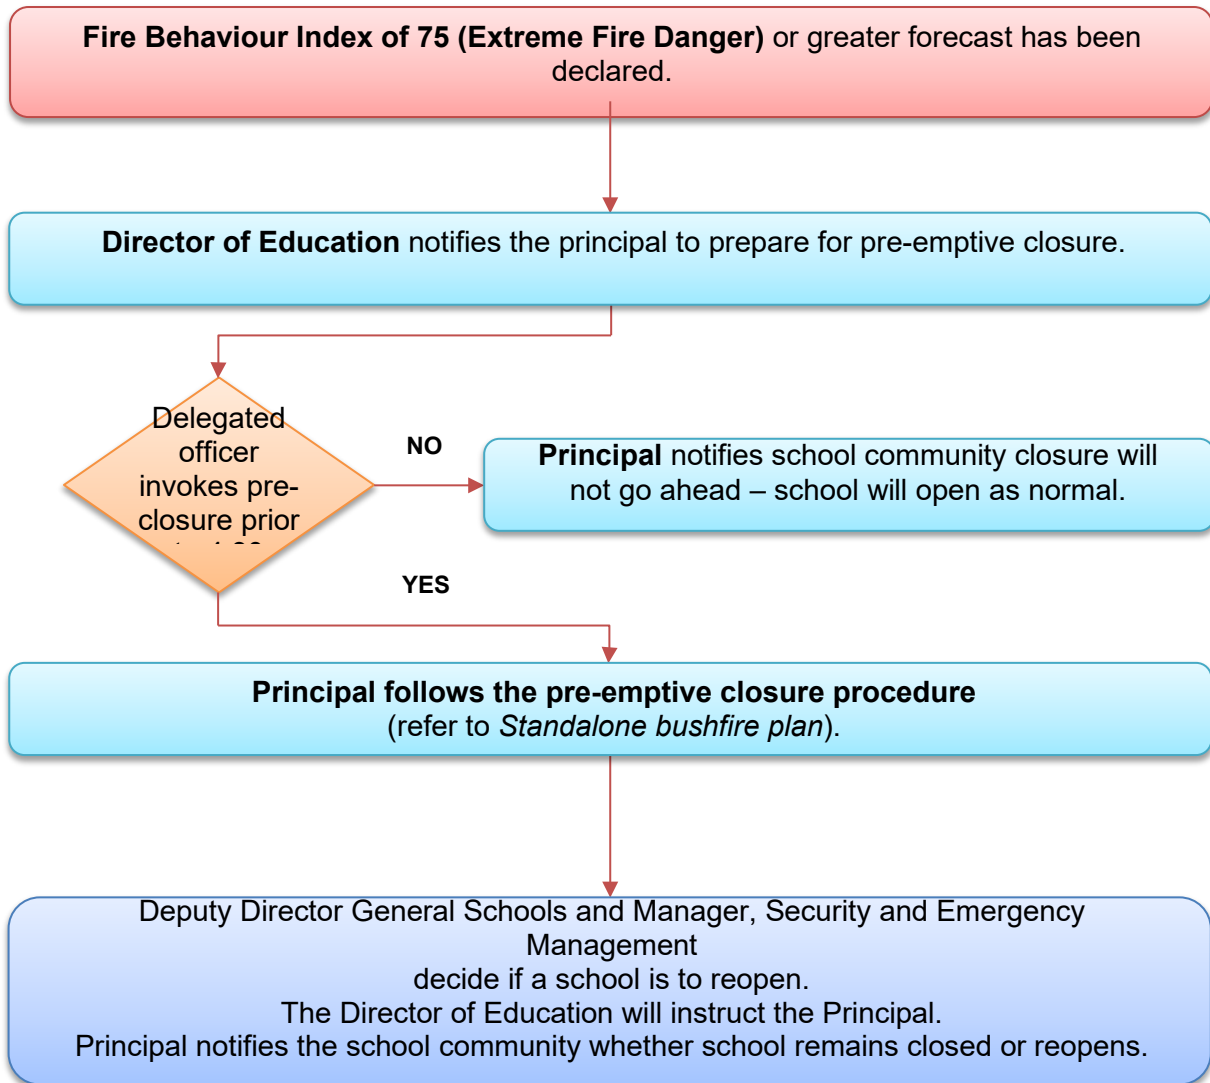 Fire Behaviour Index of 75 (Extreme Fire Danger) or greater forecast has been
declared.
Director of Education notifies the principal to prepare for pre-emptive closure.
Delegated
officer
invokes pre-
closure prior
NO
Principal notifies school community closure will
not go ahead – school will open as normal.
YES
Principal follows the pre-emptive closure procedure
(refer to Standalone bushfire plan).
Deputy Director General Schools and Manager, Security and Emergency
Management
decide if a school is to reopen.
The Director of Education will instruct the Principal.
Principal notifies the school community whether school remains closed or reopens.